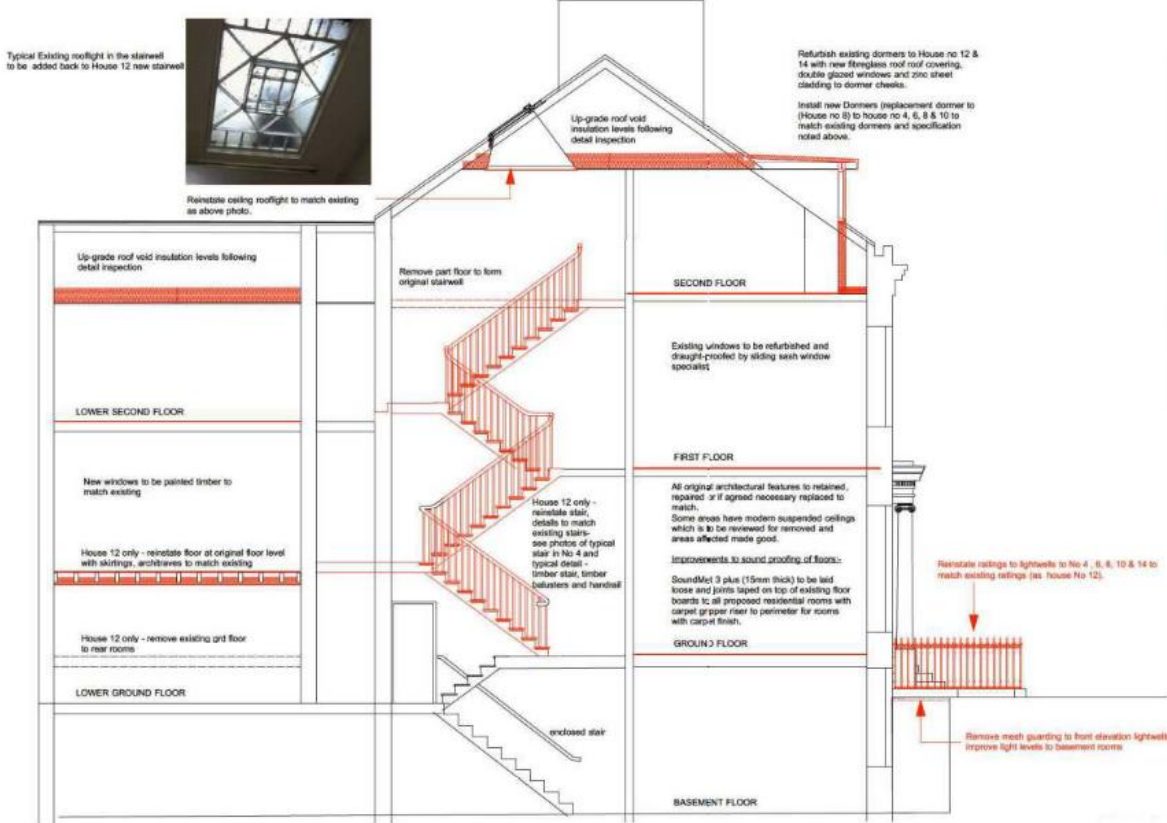 Typical Existing rooflight in the stairwell
to be added back to House 12 new stairwell
Refurbish existing dormers to House no 12 &
14 with new fibreglass roof roof covering,
double glazed windows and zinc sheet
cladding to dormer cheeks.
Install new Dormers (replacement dormer to
(House no 8) to house no 4, 6, 8 & 10 to
match existing dormers and specification
noted above.
Up-grade roof void
insulation levels following
detail inspection
Reinstate ceiling rooflight to match existing
as above photo.
Up-grade roof void insulation levels following
detail inspection
Remove part floor to form
original stairwell
SECOND FLOOR
Existing windows to be refurbished and
draught-proofed by sliding sash window
specialist
LOWER SECOND FLOOR
FIRST FLOOR
New windows to be painted timber to
match existing
All original architectural features to retained,
repaired or if agreed necessary replaced to
match.
Some areas have modern suspended ceilings
which is to be reviewed for removed and
areas affected made good.
Improvements to sound proofing of floors:-
SoundMat 3 plus (15mm thick) to be laid
loose and joints taped on top of existing floor
boards to all proposed residential rooms with
carpet gripper riser to perimeter for rooms
with carpet finish.
House 12 only -
reinstate stair,
details to match
existing stairs-
see photos of typical
stair in No 4 and
typical detail -
timber stair, timber
balusters and handrail
House 12 only - reinstate floor at original floor level
with skirtings, architraves to match existing
Reinstate railings to lightwells to No 4 , 6, 8, 10 & 14 to
match existing railings (as house No 12).
House 12 only - remove existing grd floor
to rear rooms
GROUND FLOOR
LOWER GROUND FLOOR
enclosed stair
Remove mesh guarding to front elevation lightwells
improve light levels to basement rooms
BASEMENT FLOOR